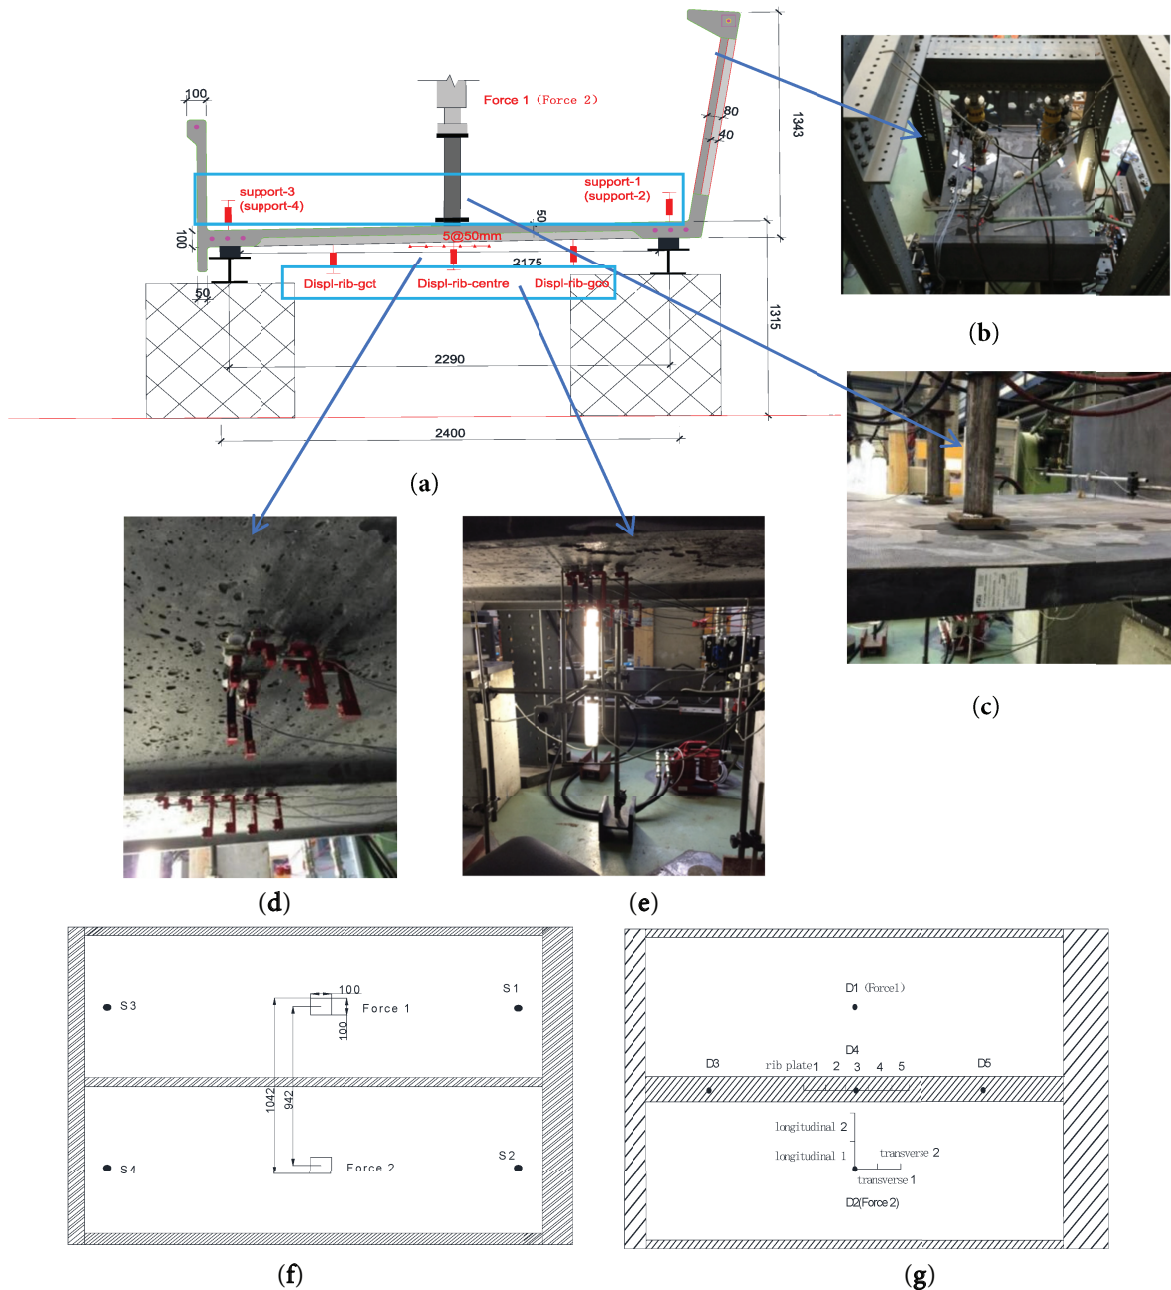 100
Force 1 (Force 2)
80
40
1343
support-3
(support-4)
support-1
(support-2)
50
100
5@50mm
2175
Displ-rib-gct
Displ-rib-centre
Displ-rib-goo
50
1315
2290
2400
(a)
(b)
(c)
(d)
(e)
S3
100
Force 1
100
S1
1042
942
S4
Force 2
S2
(f)
D1 (Force1)
D3
D4
D5
rib plate 1 2 3 4 5
longitudinal 2
longitudinal 1
transverse 2
transverse 1
D2(Force 2)
(g)